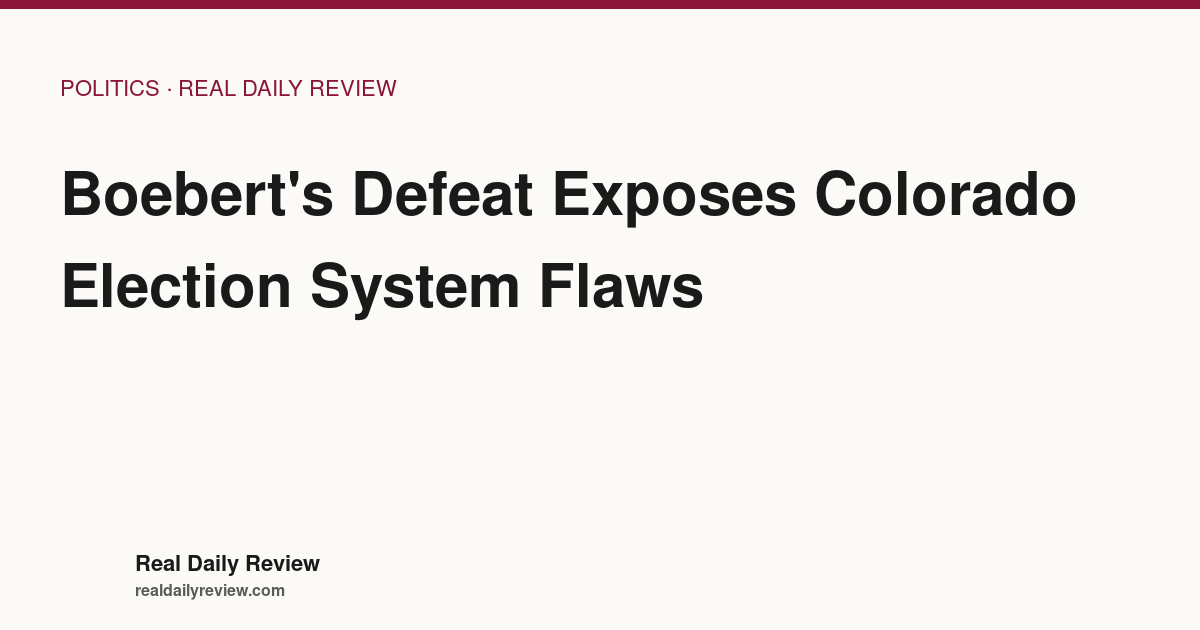 POLITICS · REAL DAILY REVIEW
Boebert's Defeat Exposes Colorado
Election System Flaws
Real Daily Review
realdailyreview.com